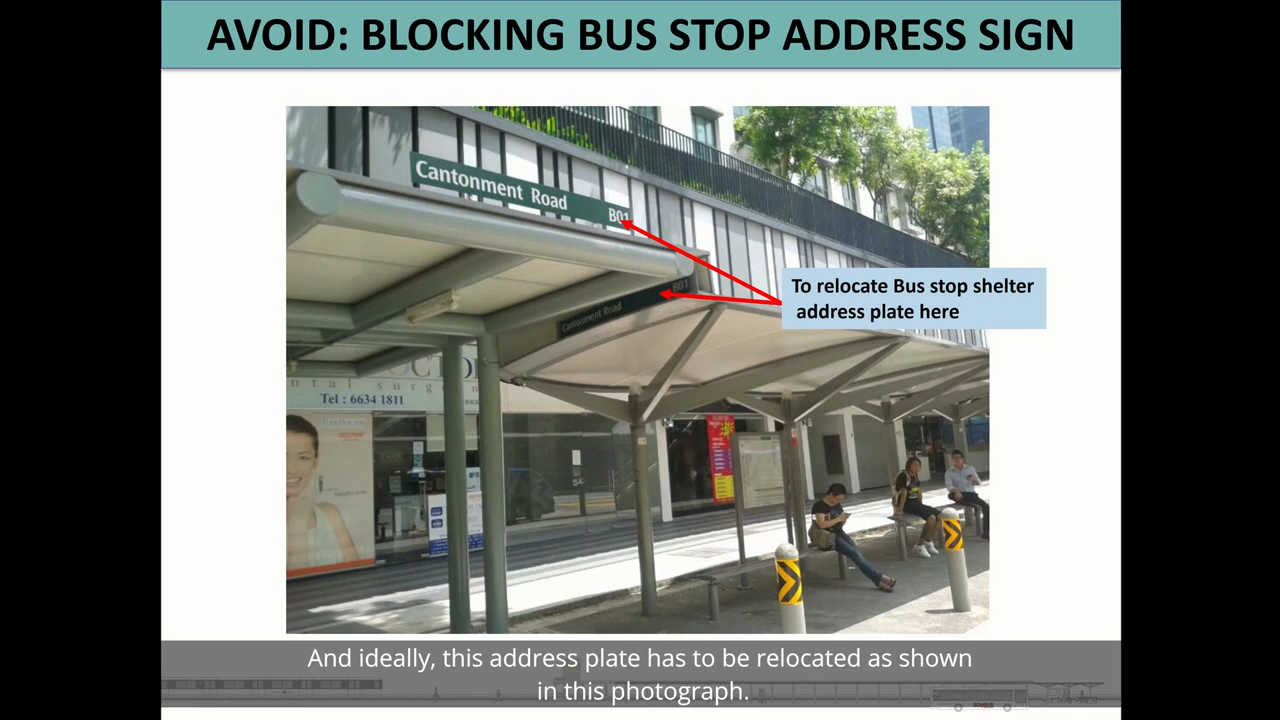 AVOID: BLOCKING BUS STOP ADDRESS SIGN
Cantonment Road B01
To relocate Bus stop shelter
address plate here
Cantonment Road B01
Tel : 6634 1811
And ideally, this address plate has to be relocated as shown
in this photograph.